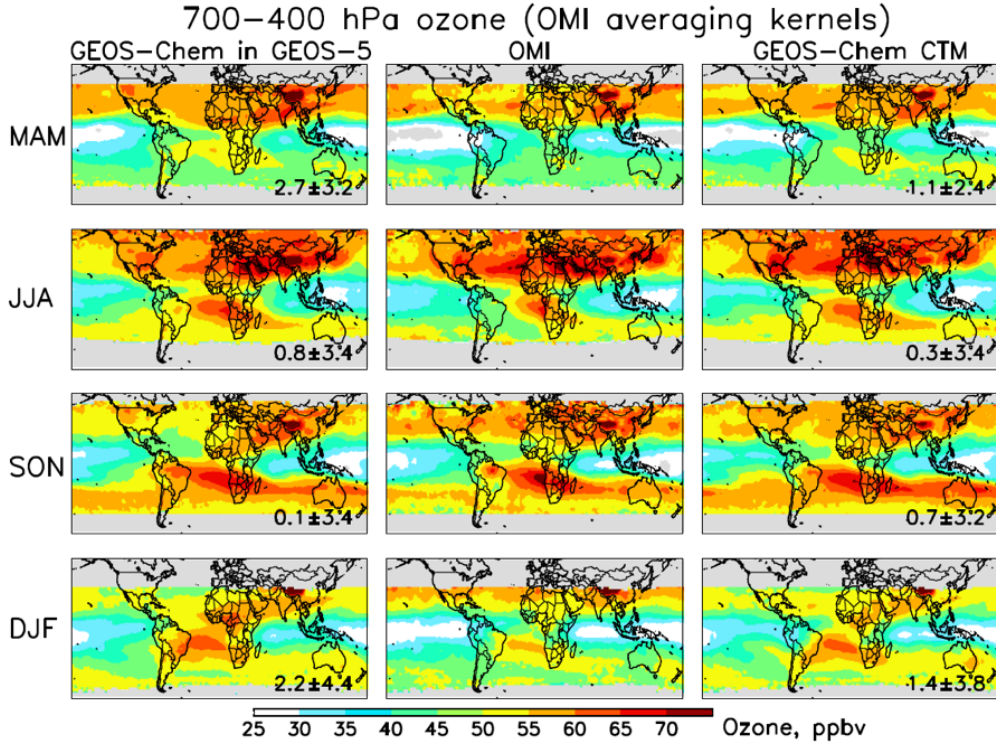 700-400 hPa ozone (OMI averaging kernels)
GEOS-Chem in GEOS-5 OMI GEOS-Chem CTM
MAM
2.7±3.2 1.1±2.4
JJA
0.8±3.4 0.3±3.4
SON
0.1±3.4 0.7±3.2
DJF
2.2±4.4 1.4±3.8
25 30 35 40 45 50 55 60 65 70 Ozone, ppbv